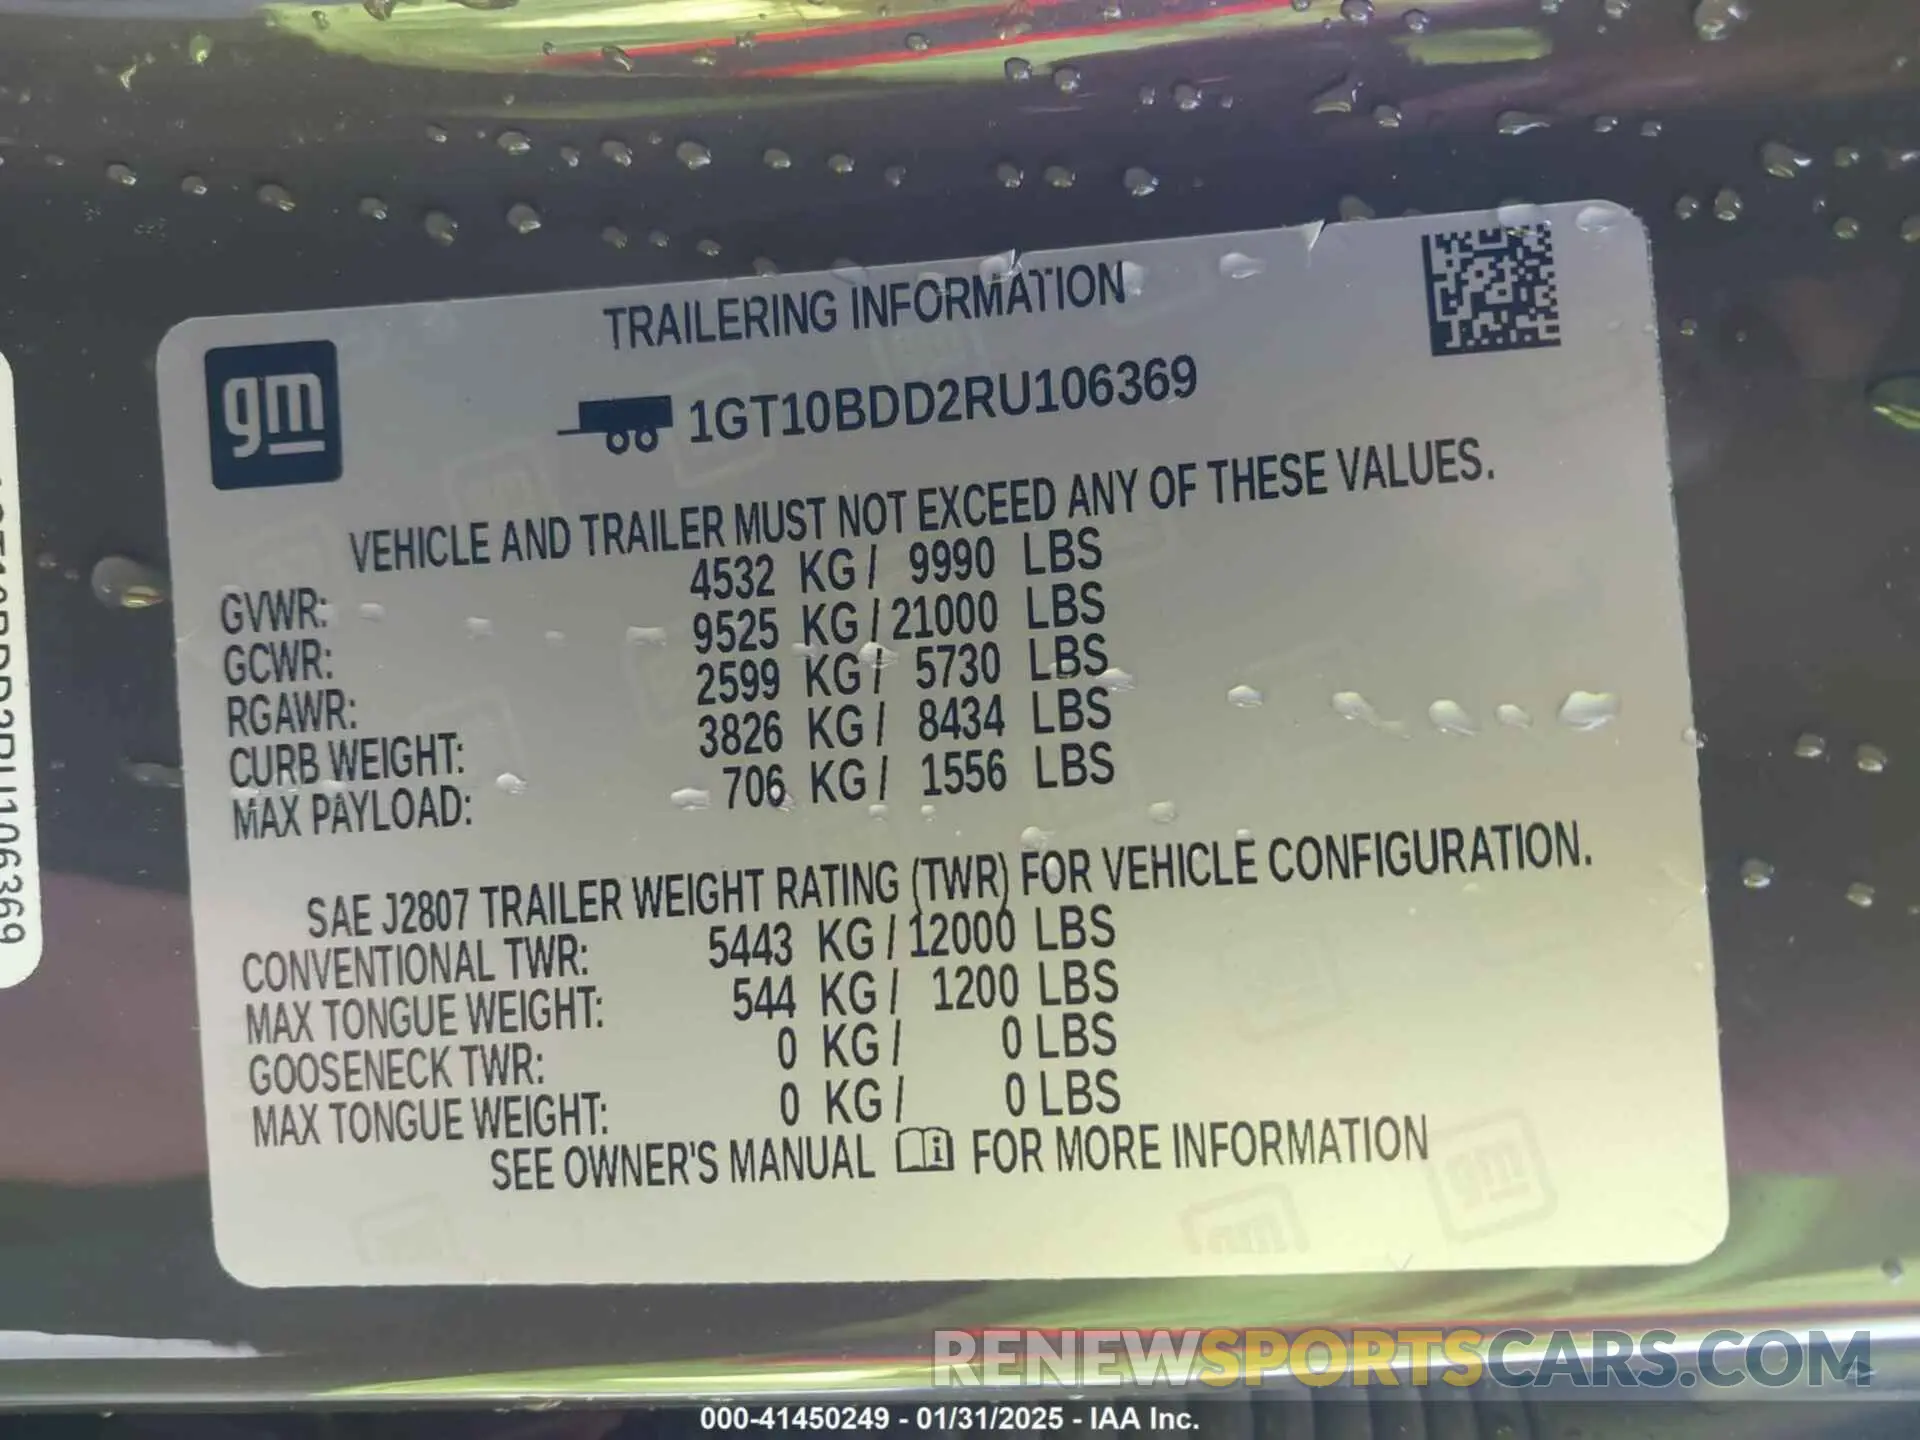 gm
TRAILERING INFORMATION
1GT10BDD2RU106369
VEHICLE AND TRAILER MUST NOT EXCEED ANY OF THESE VALUES.
GVWR: 4532 KG / 9990 LBS
GCWR: 9525 KG / 21000 LBS
RGAWR: 2599 KG / 5730 LBS
CURB WEIGHT: 3826 KG / 8434 LBS
MAX PAYLOAD: 706 KG / 1556 LBS
SAE J2807 TRAILER WEIGHT RATING (TWR) FOR VEHICLE CONFIGURATION.
CONVENTIONAL TWR: 5443 KG / 12000 LBS
MAX TONGUE WEIGHT: 544 KG / 1200 LBS
GOOSENECK TWR: 0 KG / 0 LBS
MAX TONGUE WEIGHT: 0 KG / 0 LBS
SEE OWNER'S MANUAL FOR MORE INFORMATION
RENEWSPORTSCARS.COM
000-41450249 - 01/31/2025 - IAA Inc.